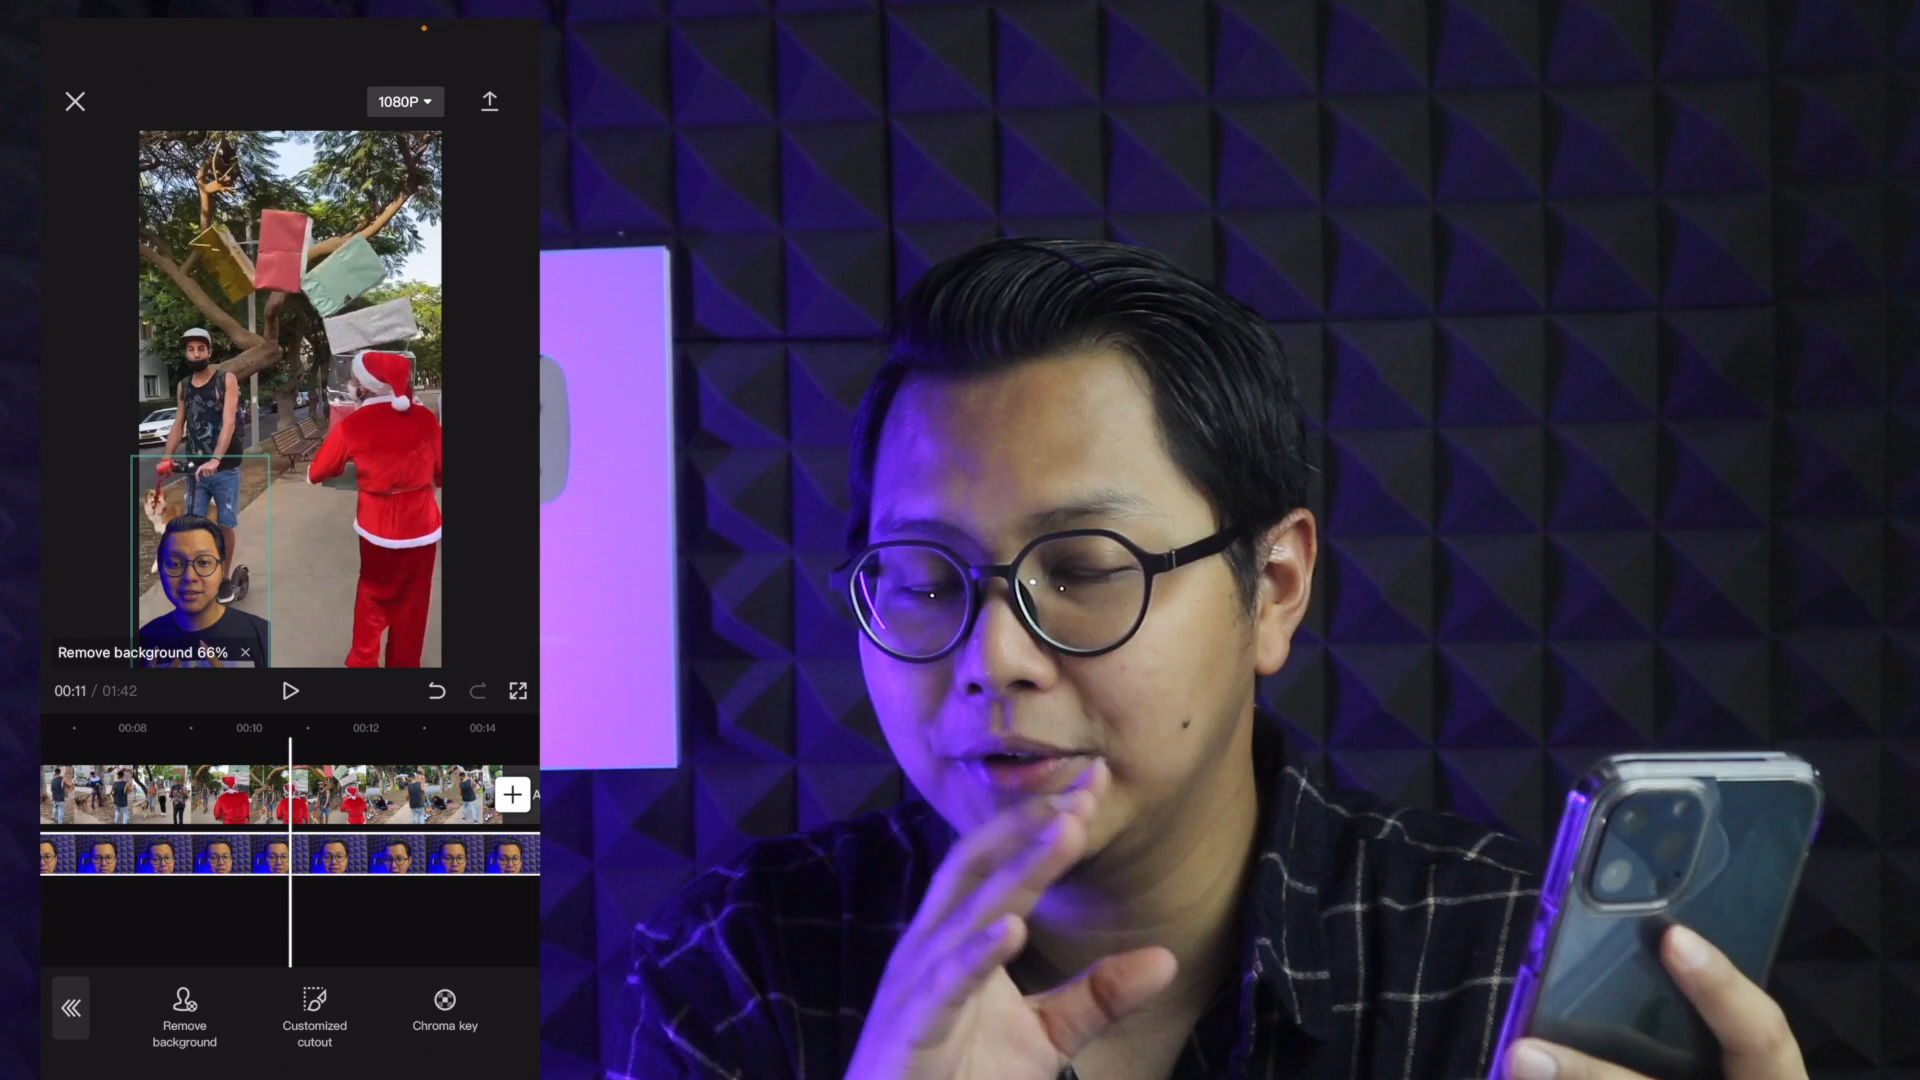 1080P
Remove background 66%
00:11 / 01:42
00:08
00:10
00:12
00:14
A
Remove
background
Customized
cutout
Chroma key